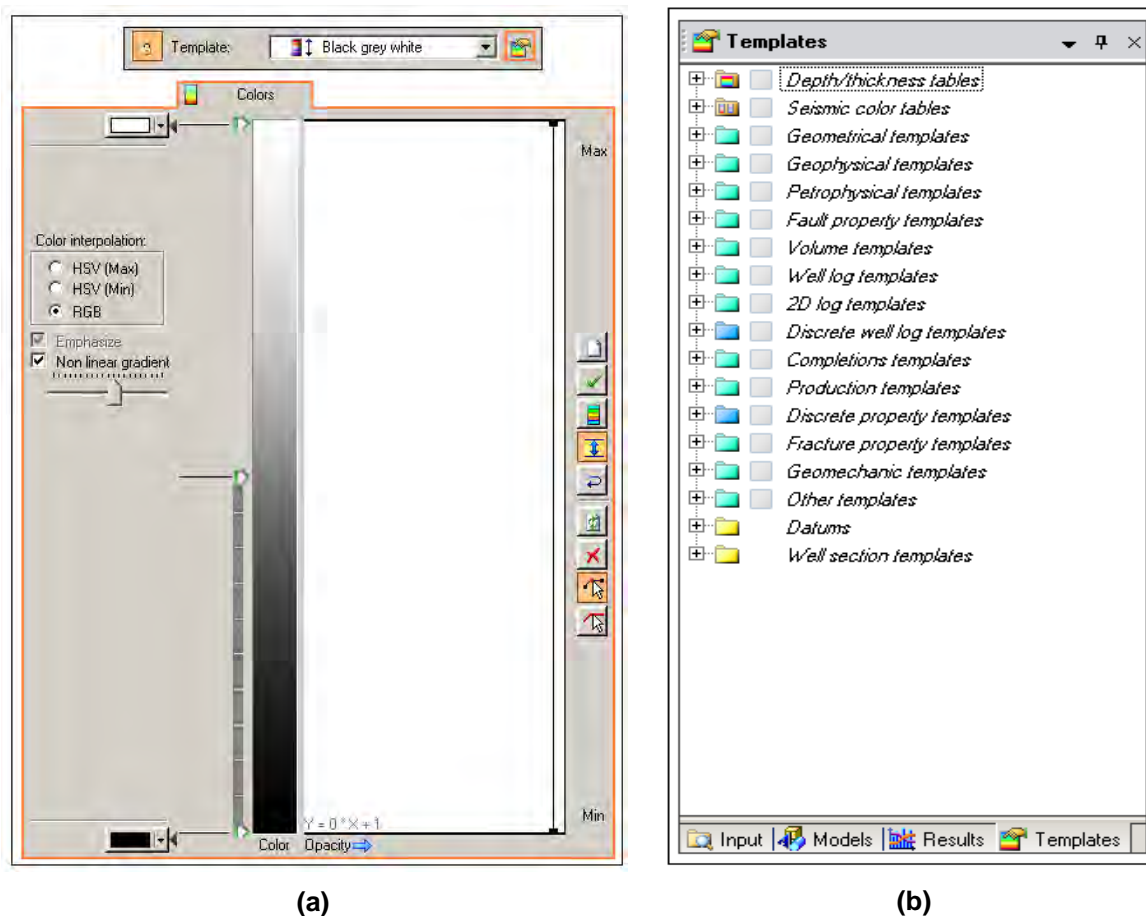 Template: Black grey white
Colors
Max
Color interpolation:
HSV (Max)
HSV (Min)
RGB
Emphasize
Non linear gradient
Y = 0 * X + 1
Min
Color Opacity
(a)
Templates
Depth/thickness tables
Seismic color tables
Geometrical templates
Geophysical templates
Petrophysical templates
Fault property templates
Volume templates
Well log templates
2D log templates
Discrete well log templates
Completions templates
Production templates
Discrete property templates
Fracture property templates
Geomechanic templates
Other templates
Datums
Well section templates
Input Models Results Templates
(b)